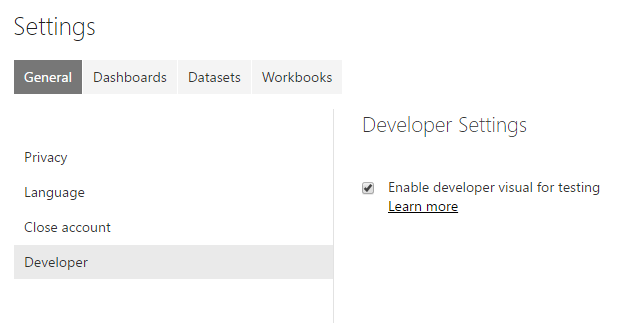 Settings
General Dashboards Datasets Workbooks
Developer Settings
Privacy
Language
Close account
Developer
Enable developer visual for testing
Learn more